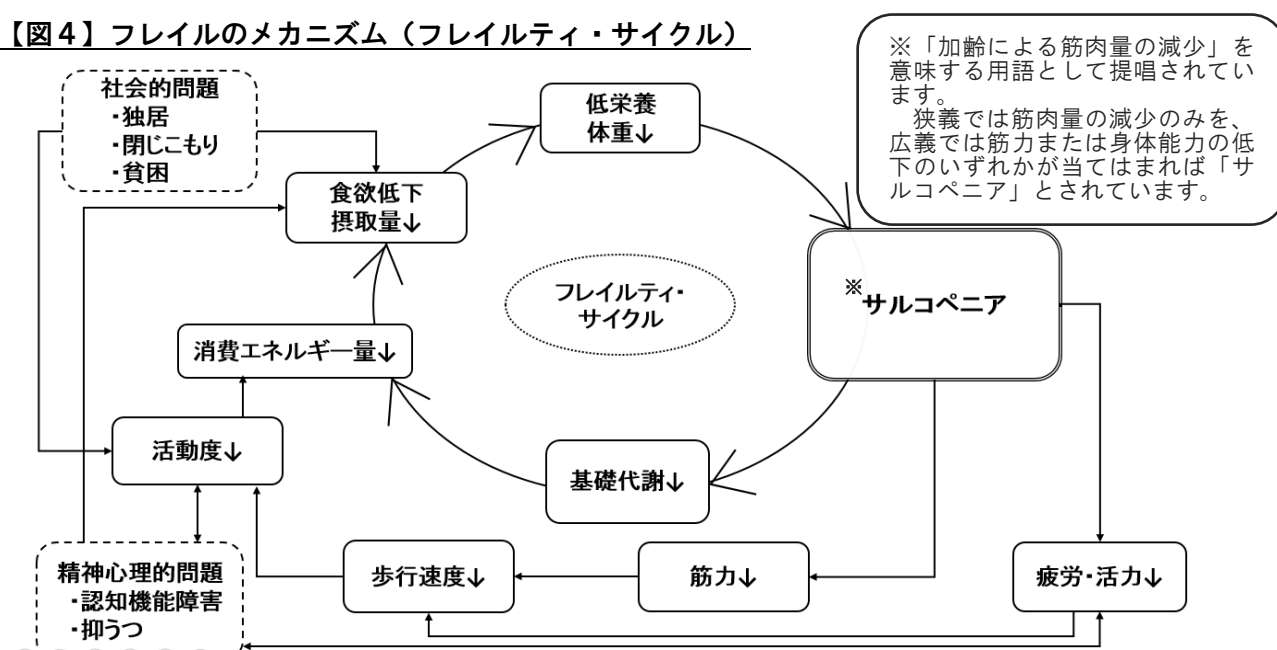 【図４】フレイルのメカニズム（フレイルティ・サイクル）
※「加齢による筋肉量の減少」を
意味する用語として提唱されてい
ます。
　狭義では筋肉量の減少のみを、
広義では筋力または身体能力の低
下のいずれかが当てはまれば「サ
ルコペニア」とされています。
社会的問題
・独居
・閉じこもり
・貧困
低栄養
体重↓
食欲低下
摂取量↓
※サルコペニア
フレイルティ・
サイクル
消費エネルギー量↓
活動度↓
基礎代謝↓
精神心理的問題
・認知機能障害
・抑うつ
歩行速度↓
筋力↓
疲労・活力↓